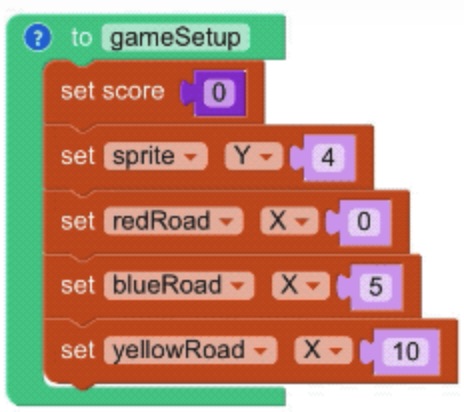 ? to gameSetup
set score 0
set sprite Y 4
set redRoad X 0
set blueRoad X 5
set yellowRoad X 10